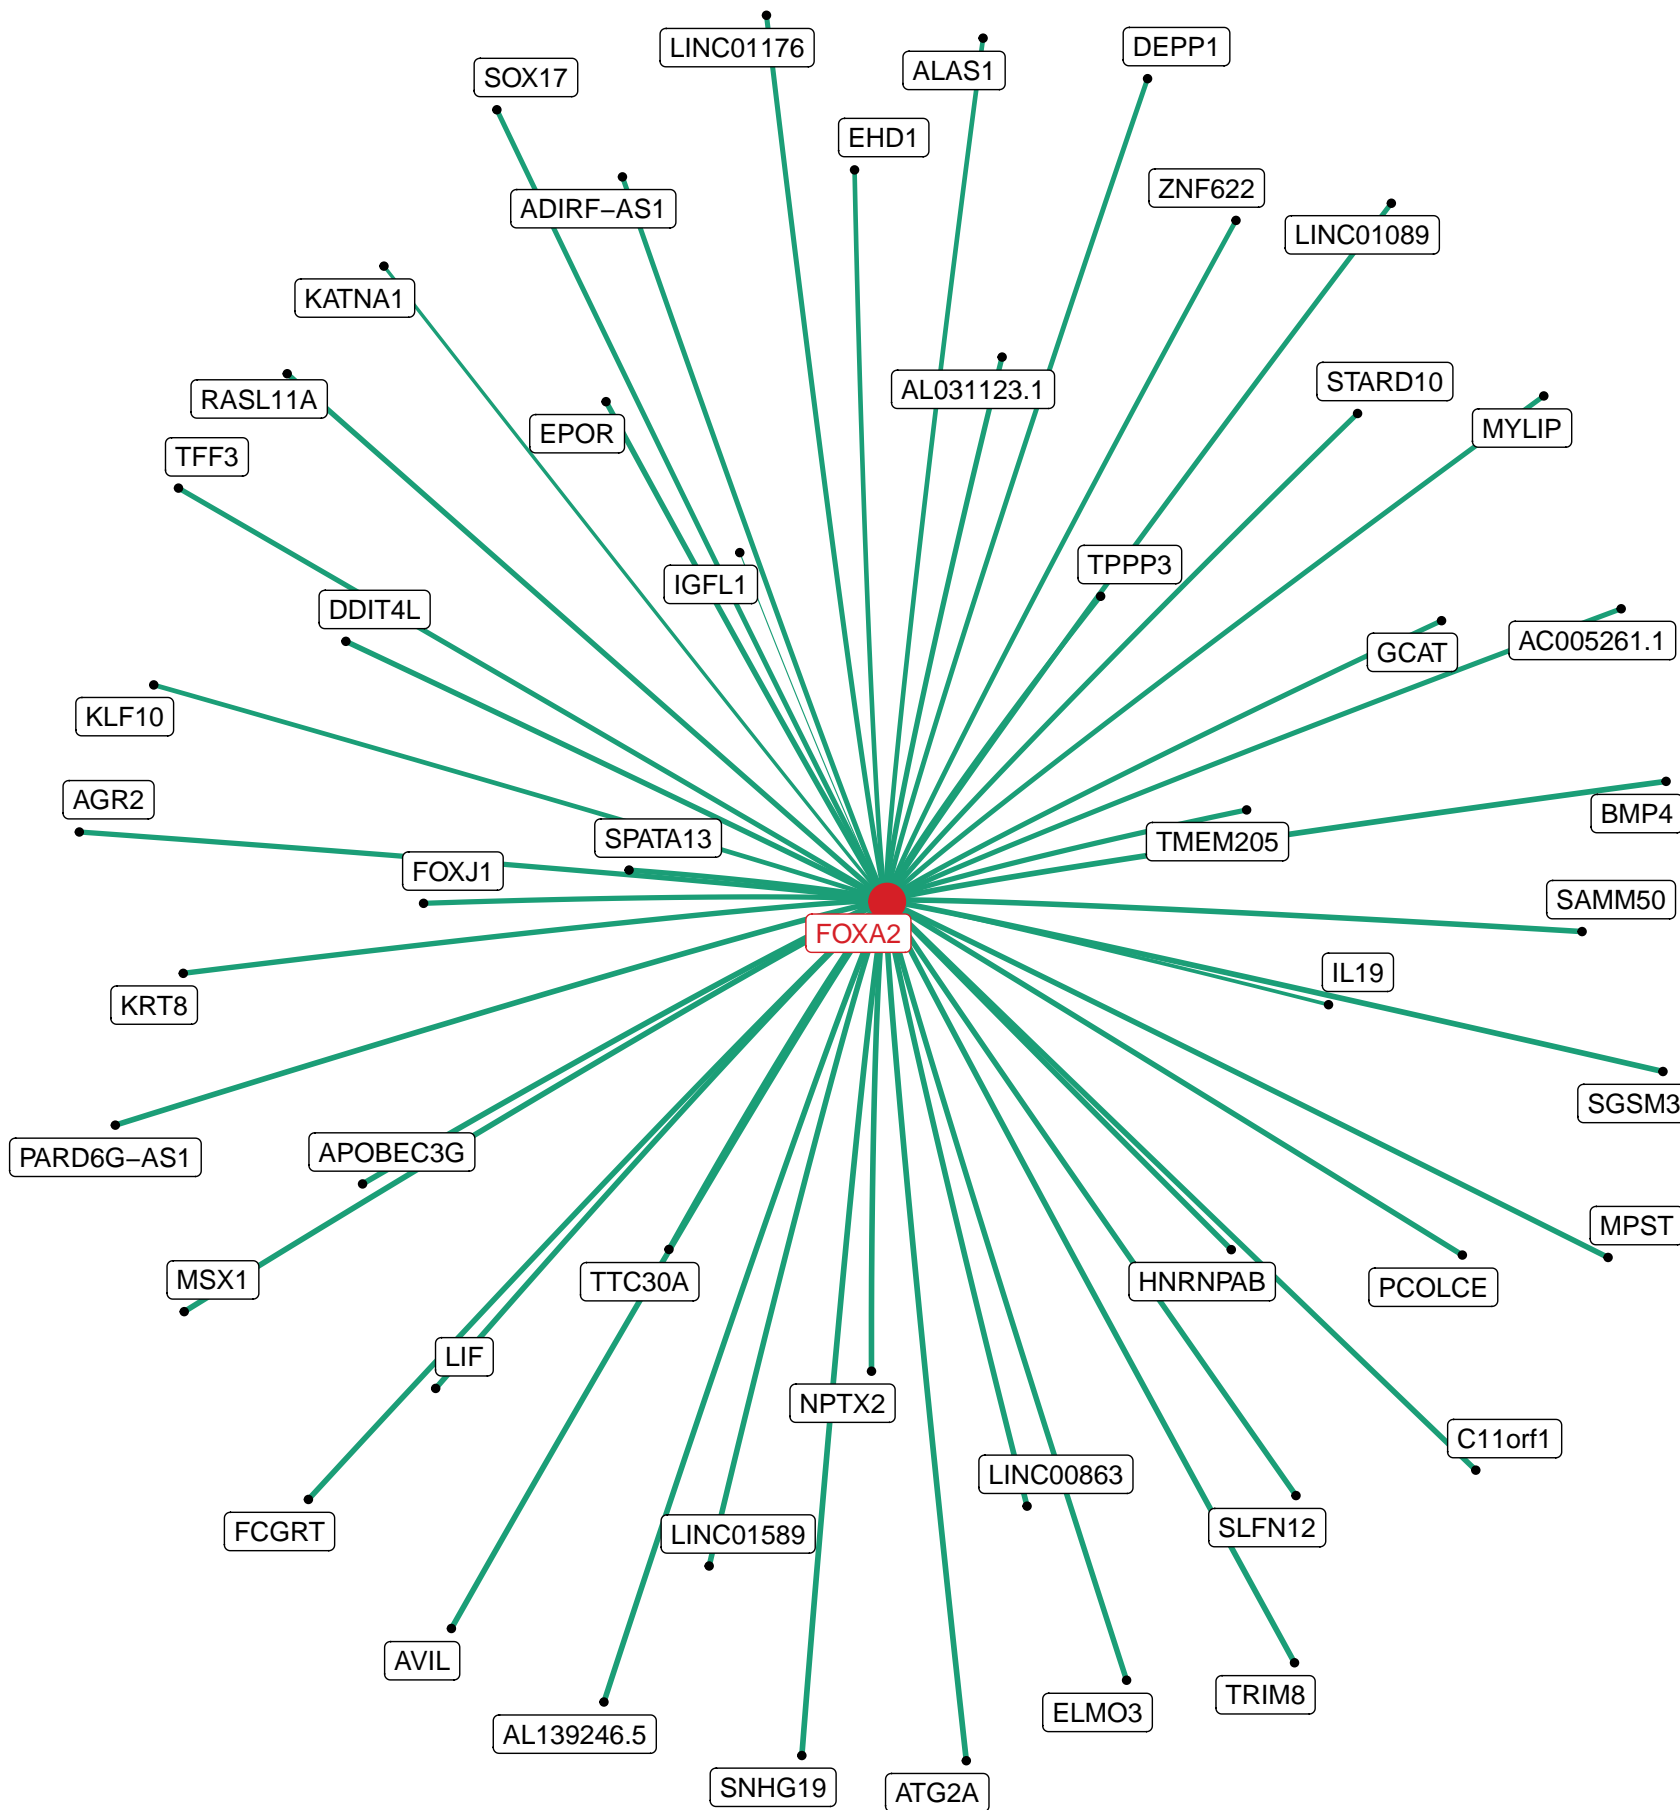 LINC01176
ALAS1
DEPP1
SOX17
EHD1
ZNF622
ADIRF−AS1
LINC01089
KATNA1
RASL11A
AL031123.1
STARD10
EPOR
MYLIP
TFF3
TPPP3
IGFL1
DDIT4L
AC005261.1
GCAT
KLF10
AGR2
BMP4
SPATA13
TMEM205
FOXJ1
SAMM50
FOXA2
IL19
KRT8
SGSM3
APOBEC3G
PARD6G−AS1
MPST
MSX1
TTC30A
HNRNPAB
PCOLCE
LIF
NPTX2
C11orf1
LINC00863
FCGRT
LINC01589
SLFN12
AVIL
TRIM8
ELMO3
AL139246.5
SNHG19
ATG2A